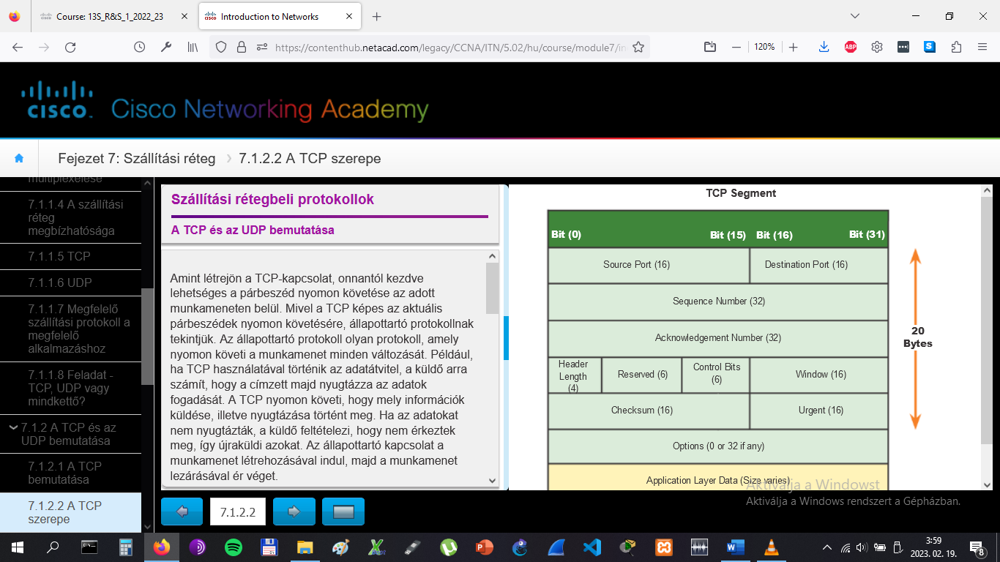 Course: 13S_R&S_1_2022_23
cisco Introduction to Networks
https://contenthub.netacad.com/legacy/CCNA/ITN/5.02/hu/course/module7/in
120%
ABP
S
CISCO Cisco Networking Academy
Fejezet 7: Szállítási réteg
7.1.2.2 A TCP szerepe
multiplexelése
7.1.1.4 A szállítási
réteg
megbízhatósága
7.1.1.5 TCP
7.1.1.6 UDP
7.1.1.7 Megfelelő
szállítási protokoll a
megfelelő
alkalmazáshoz
7.1.1.8 Feladat -
TCP, UDP vagy
mindkettő?
7.1.2 A TCP és az
UDP bemutatása
7.1.2.1 A TCP
bemutatása
7.1.2.2 A TCP
szerepe
Szállítási rétegbeli protokollok
A TCP és az UDP bemutatása
Amint létrejön a TCP-kapcsolat, onnantól kezdve
lehetséges a párbeszéd nyomon követése az adott
munkameneten belül. Mivel a TCP képes az aktuális
párbeszédek nyomon követésére, állapottartó protokollnak
tekintjük. Az állapottartó protokoll olyan protokoll, amely
nyomon követi a munkamenet minden változását. Például,
ha TCP használatával történik az adatátvitel, a küldő arra
számít, hogy a címzett majd nyugtázza az adatok
fogadását. A TCP nyomon követi, hogy mely információk
küldése, illetve nyugtázása történt meg. Ha az adatokat
nem nyugtázták, a küldő feltételezi, hogy nem érkeztek
meg, így újraküldi azokat. Az állapottartó kapcsolat a
munkamenet létrehozásával indul, majd a munkamenet
lezárásával ér véget.
7.1.2.2
TCP Segment
Bit (0) Bit (15) Bit (16) Bit (31)
Source Port (16) Destination Port (16)
Sequence Number (32)
Acknowledgement Number (32)
Header
Length
(4)
Reserved (6)
Control Bits
(6)
Window (16)
Checksum (16) Urgent (16)
Options (0 or 32 if any)
Application Layer Data (Size varies)
20
Bytes
Aktiválja a Windowst
Aktiválja a Windows rendszert a Gépházban.
3:59
2023. 02. 19.
8